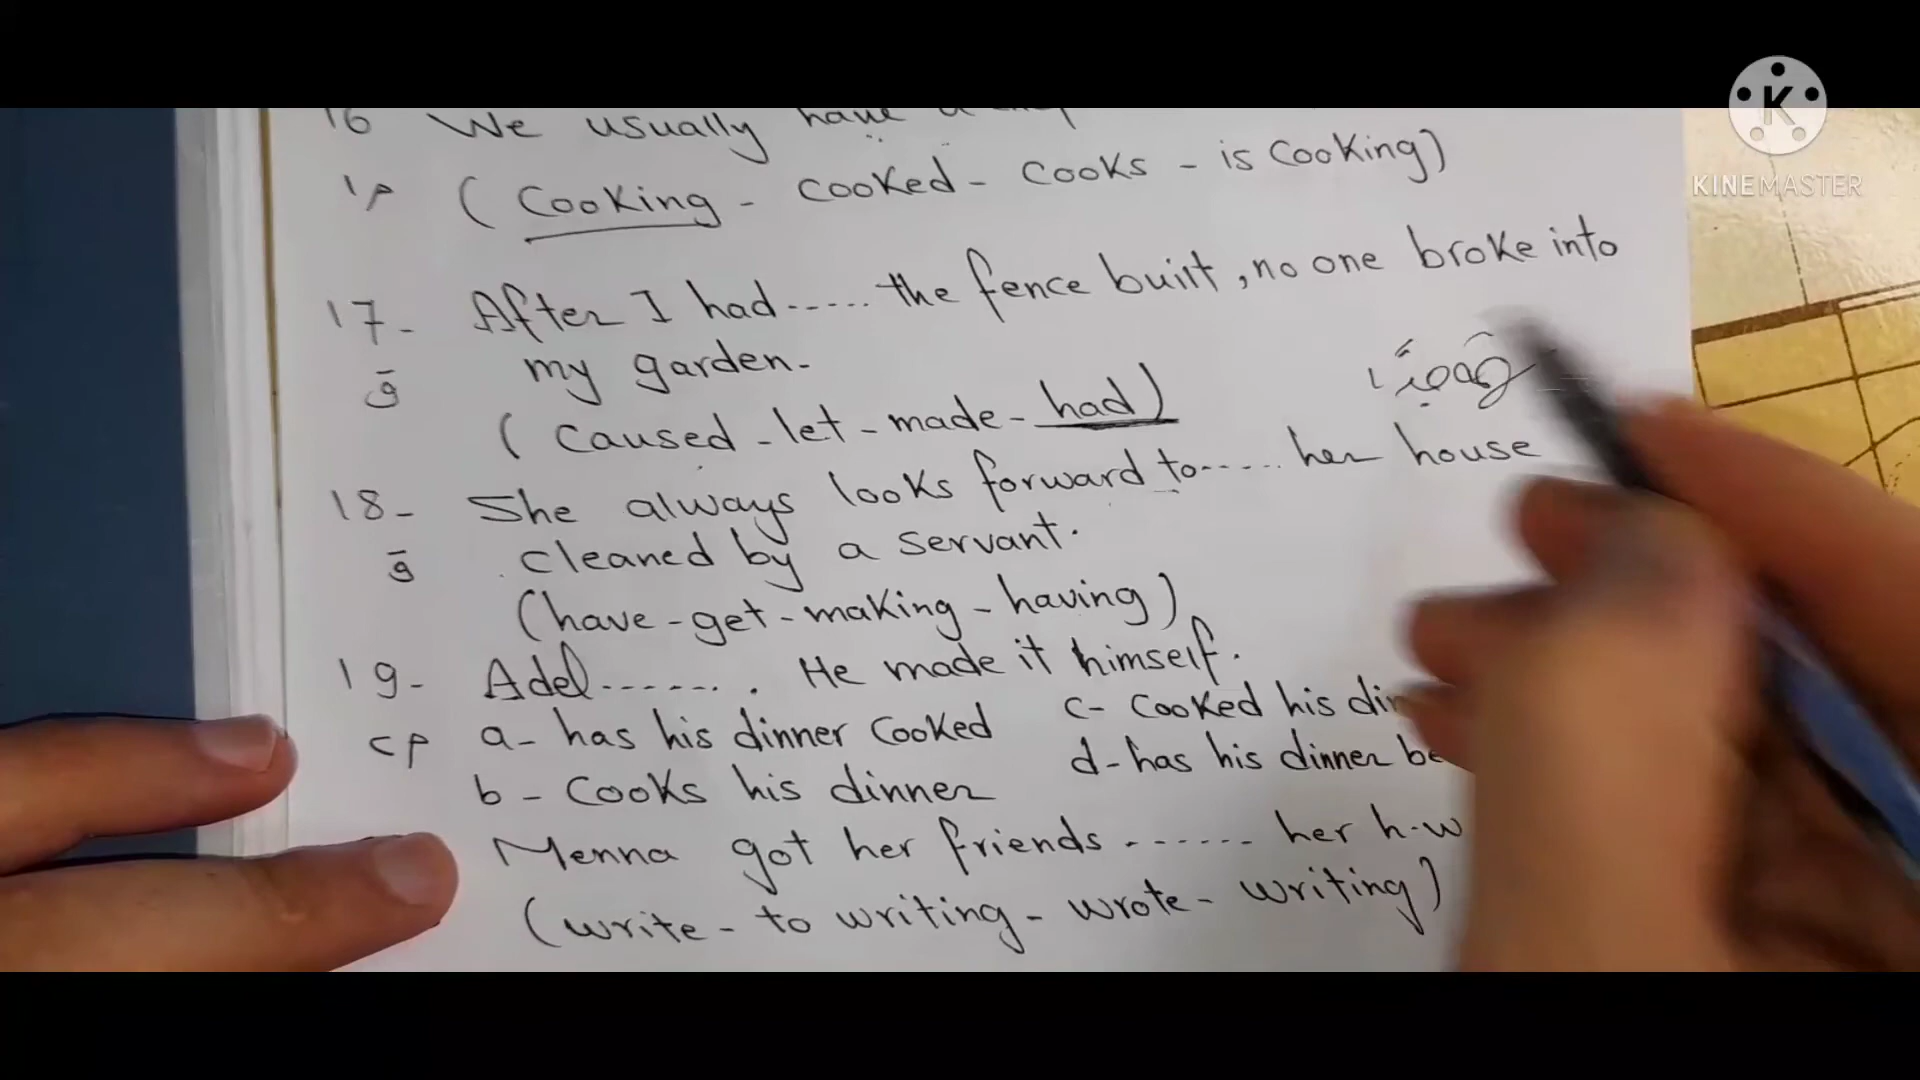 K
KINEMASTER
16 We usually have a
١م (Cooking - cooked - cooks - is cooking)
17- After I had ..... the fence built, no one broke into
my garden.
(caused - let - made - had)
18- She always looks forward to ..... her house
cleaned by a servant.
(have - get - making - having)
19- Adel ....... . He made it himself.
a- has his dinner cooked
c- cooked his
b- cooks his dinner
d- has his dinner
Menna got her friends ...... her h.w
(write - to writing - wrote - writing)